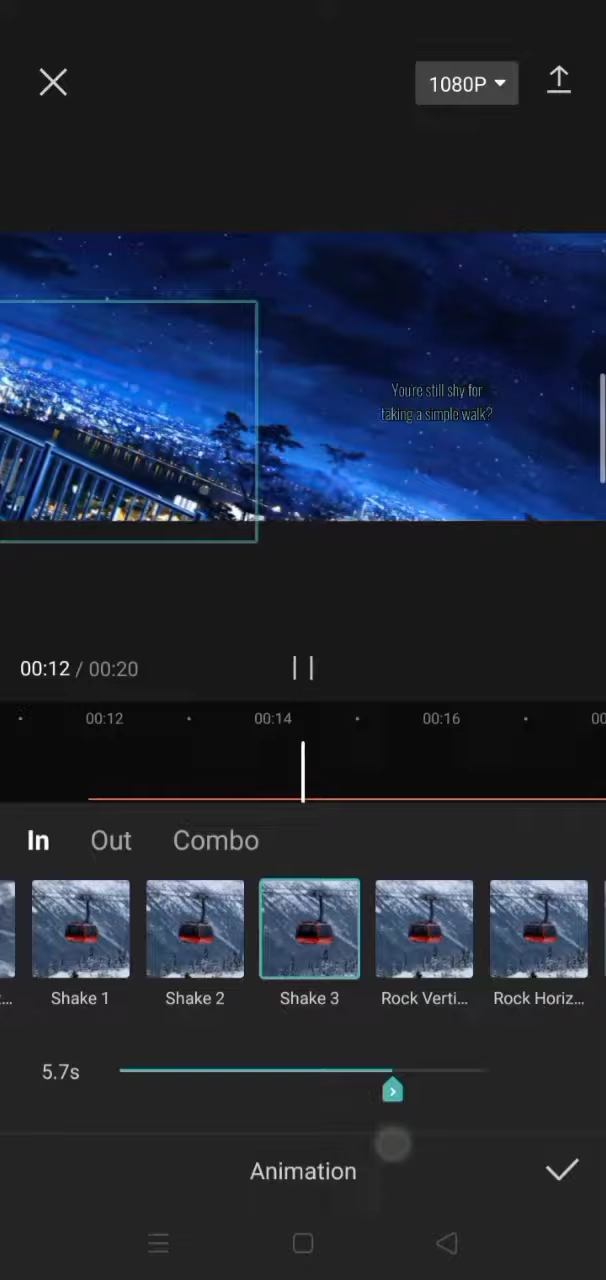 1080P
You're still shy for
taking a simple walk?
00:12 / 00:20
00:12 00:14 00:16 00
In Out Combo
Shake 1 Shake 2 Shake 3 Rock Verti... Rock Horiz...
5.7s
Animation